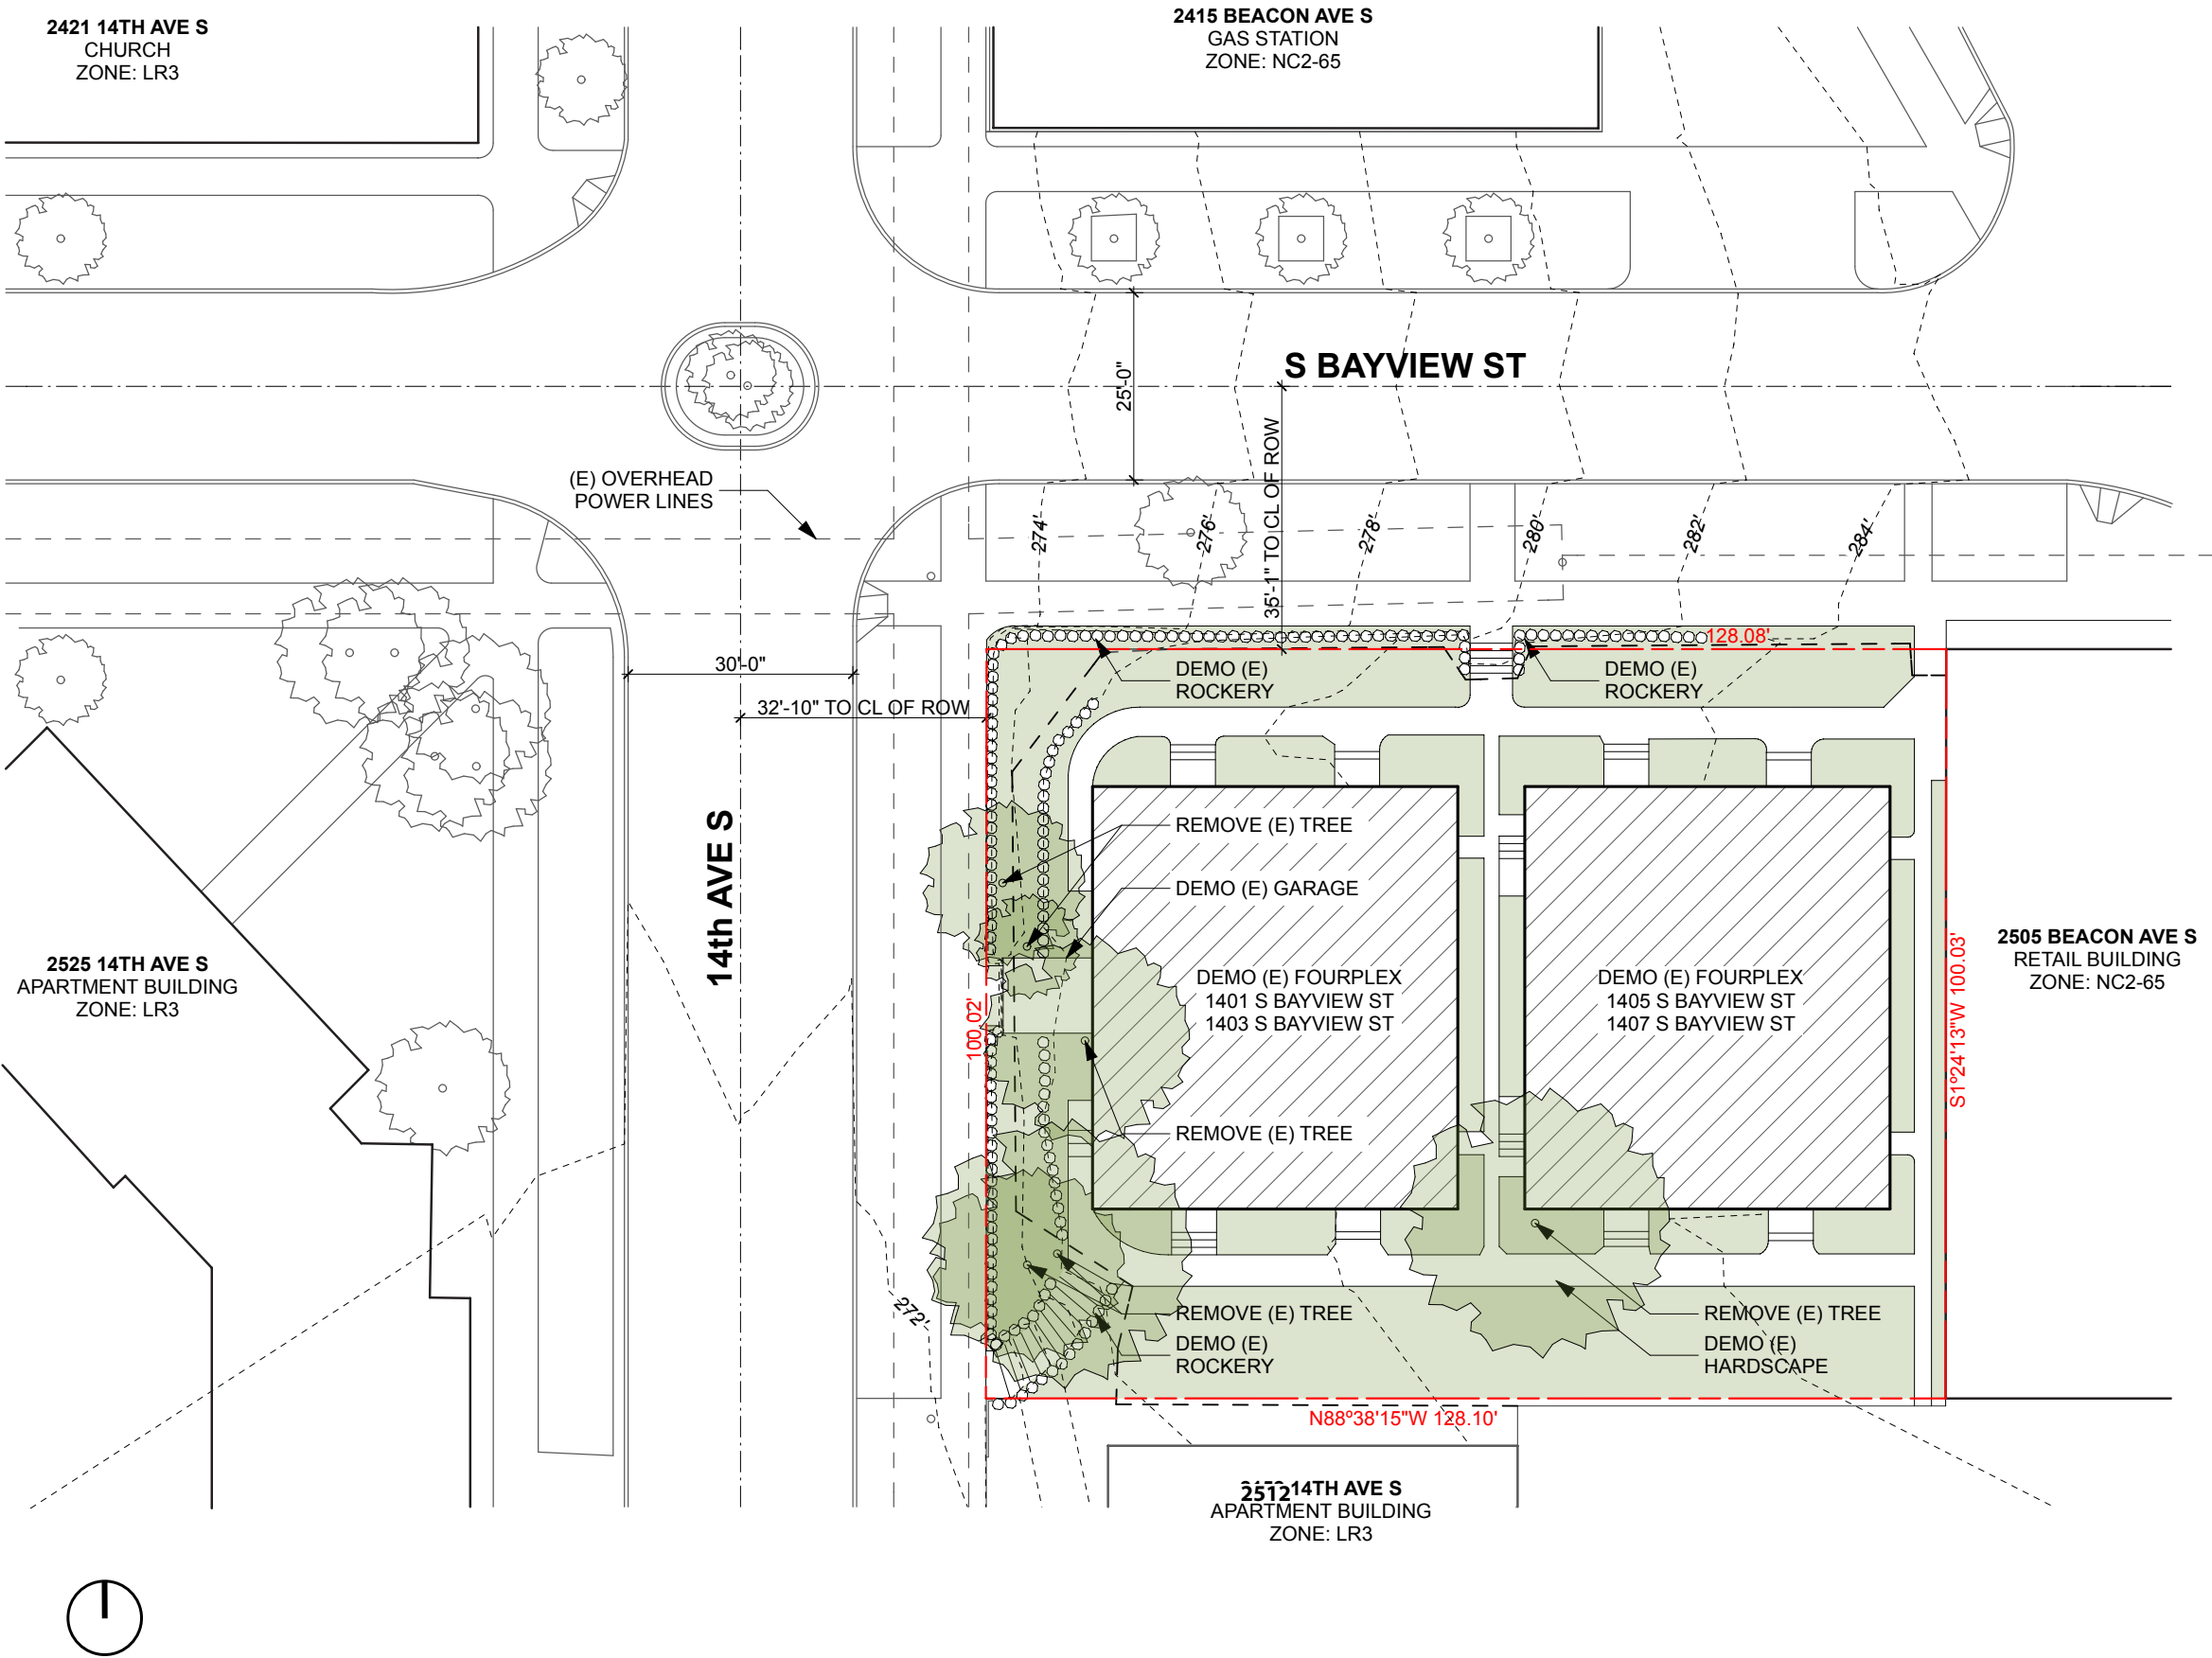 2421 14TH AVE S
CHURCH
ZONE: LR3
2415 BEACON AVE S
GAS STATION
ZONE: NC2-65
S BAYVIEW ST
25'-0"
35'-1" TO CL OF ROW
(E) OVERHEAD
POWER LINES
274'
276'
278'
280'
282'
284'
128.08'
30'-0"
32'-10" TO CL OF ROW
DEMO (E)
ROCKERY
DEMO (E)
ROCKERY
14th AVE S
REMOVE (E) TREE
DEMO (E) GARAGE
2525 14TH AVE S
APARTMENT BUILDING
ZONE: LR3
100.02'
DEMO (E) FOURPLEX
1401 S BAYVIEW ST
1403 S BAYVIEW ST
DEMO (E) FOURPLEX
1405 S BAYVIEW ST
1407 S BAYVIEW ST
S1°24'13"W 100.03'
2505 BEACON AVE S
RETAIL BUILDING
ZONE: NC2-65
REMOVE (E) TREE
272'
REMOVE (E) TREE
DEMO (E)
ROCKERY
REMOVE (E) TREE
DEMO (E)
HARDSCAPE
N88°38'15"W 128.10'
2512 14TH AVE S
APARTMENT BUILDING
ZONE: LR3